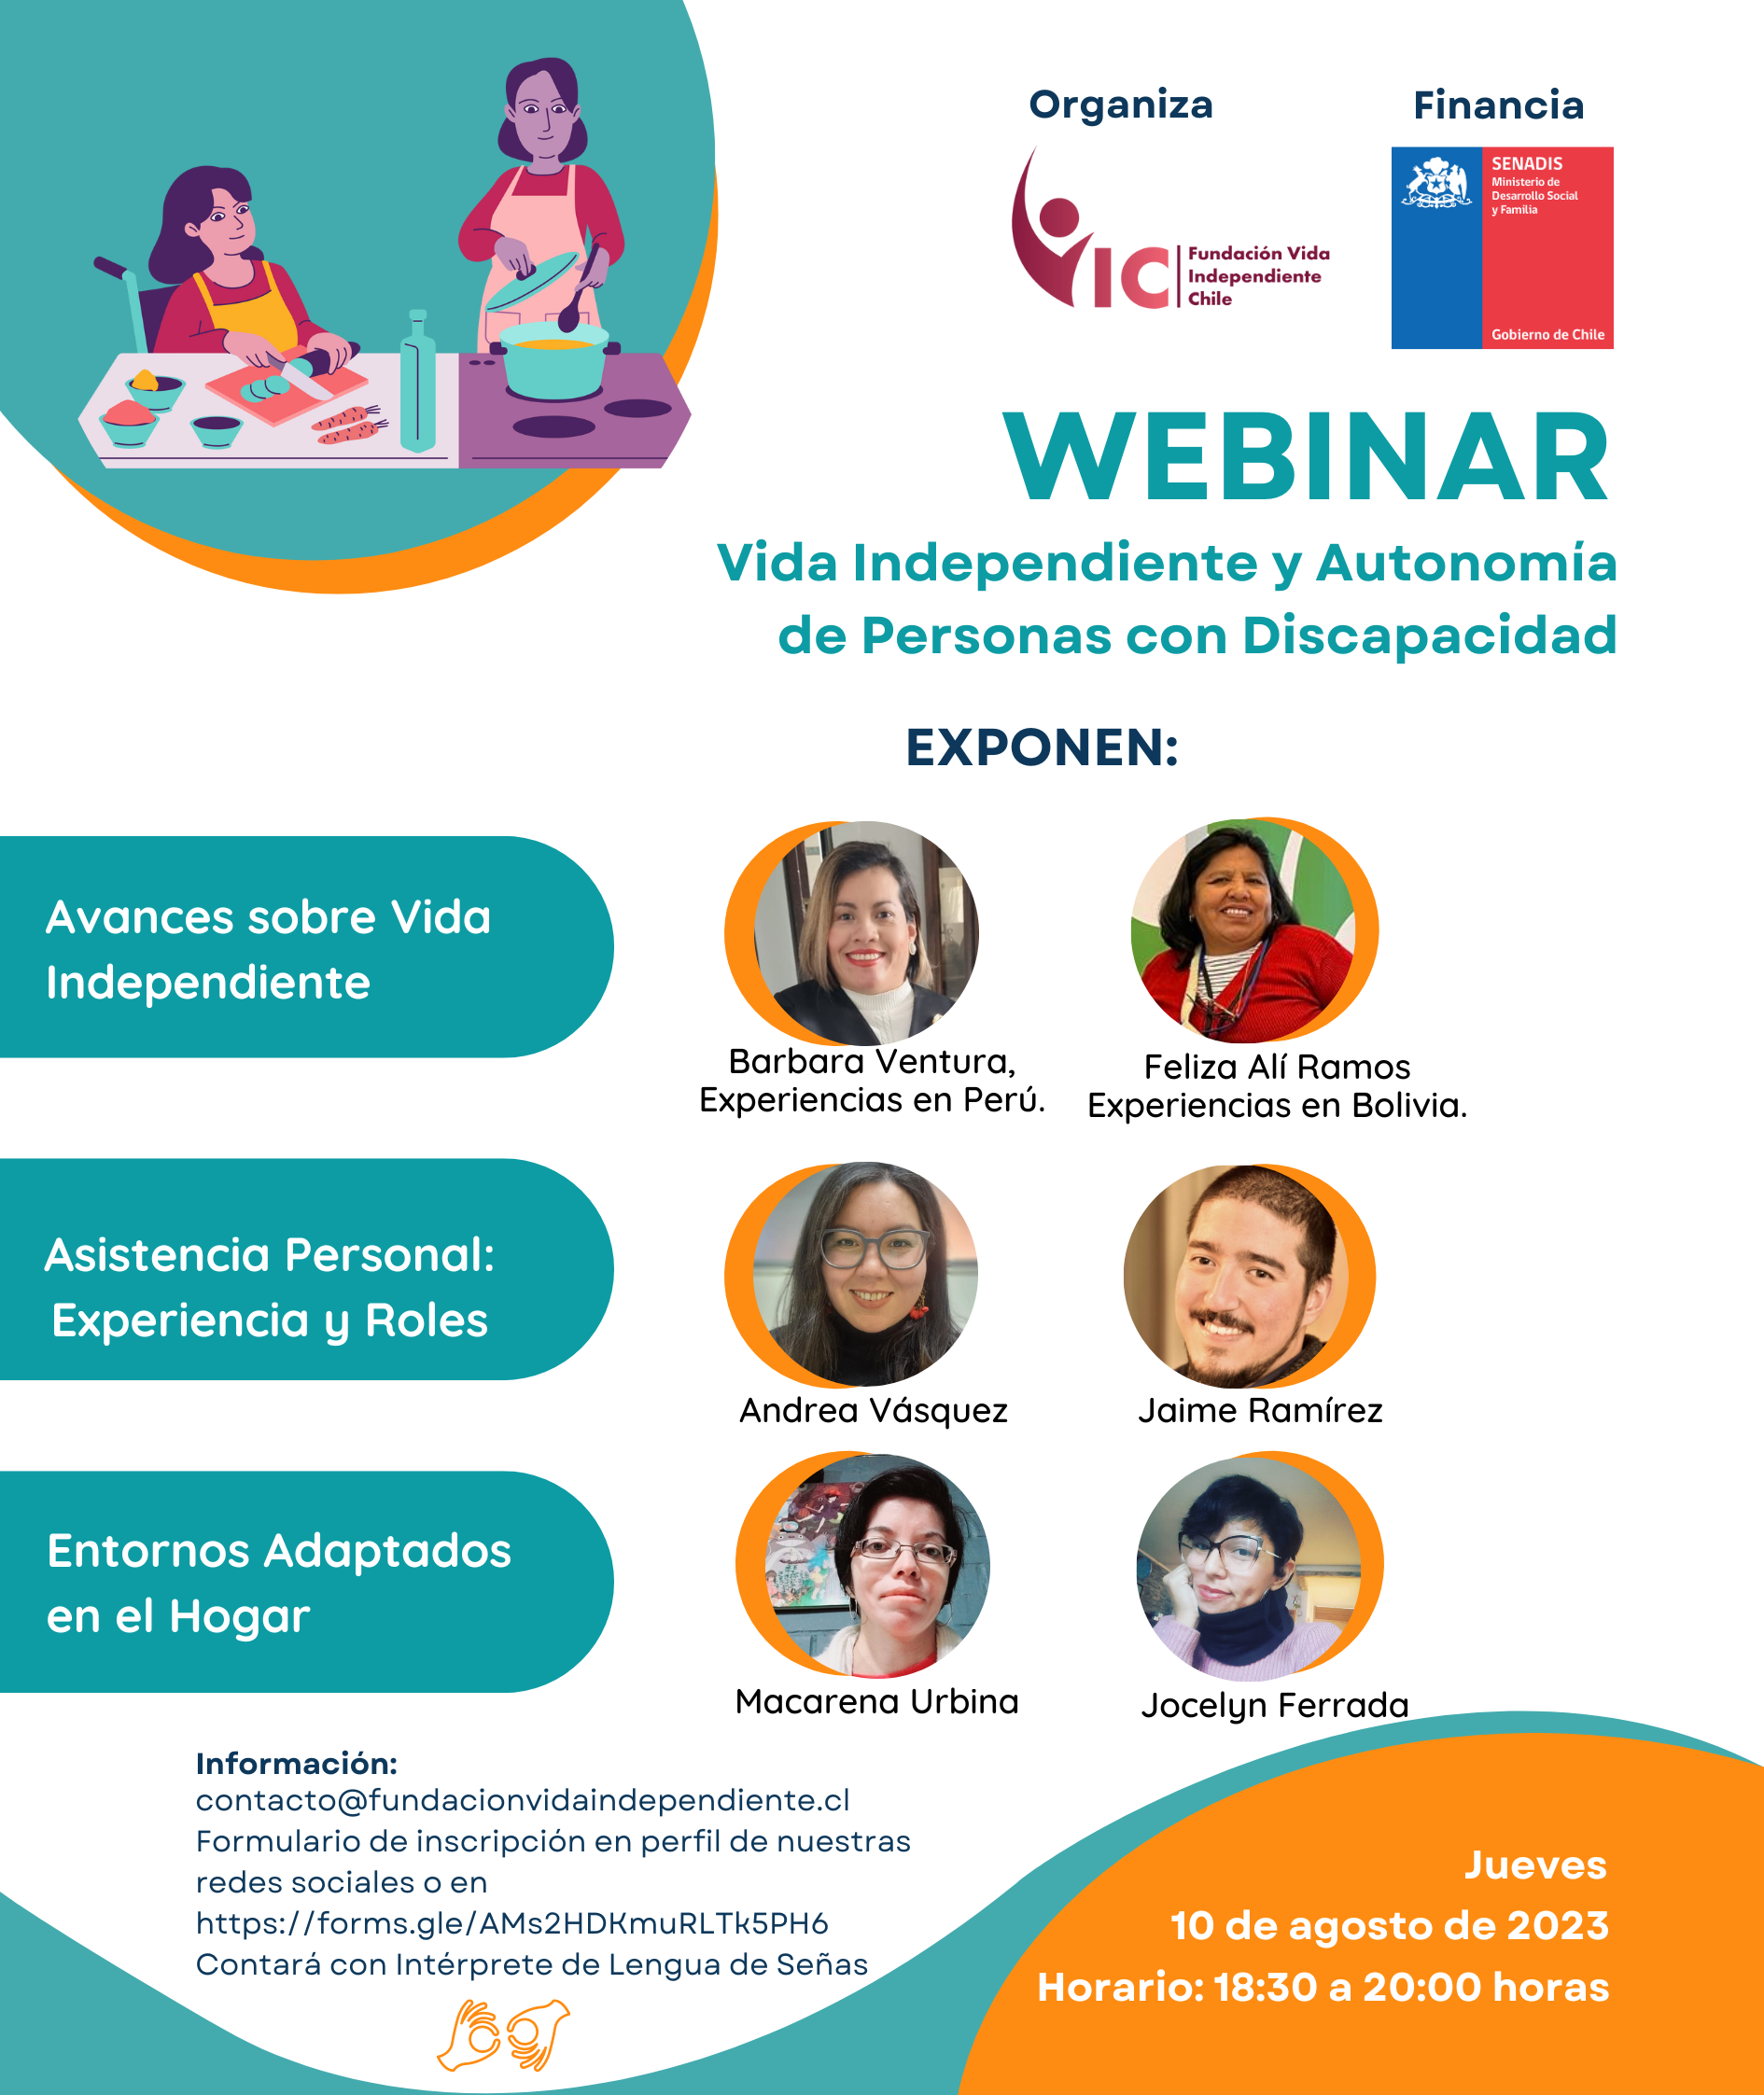 Organiza
Financia
VIC
Fundación Vida
Independiente
Chile
SENADIS
Ministerio de
Desarrollo Social
y Familia
Gobierno de Chile
WEBINAR
Vida Independiente y Autonomía
de Personas con Discapacidad
EXPONEN:
Avances sobre Vida
Independiente
Barbara Ventura,
Experiencias en Perú.
Feliza Alí Ramos
Experiencias en Bolivia.
Asistencia Personal:
Experiencia y Roles
Andrea Vásquez
Jaime Ramírez
Entornos Adaptados
en el Hogar
Macarena Urbina
Jocelyn Ferrada
Información:
contacto@fundacionvidaindependiente.cl
Formulario de inscripción en perfil de nuestras
redes sociales o en
https://forms.gle/AMs2HDKmuRLTk5PH6
Contará con Intérprete de Lengua de Señas
Jueves
10 de agosto de 2023
Horario: 18:30 a 20:00 horas